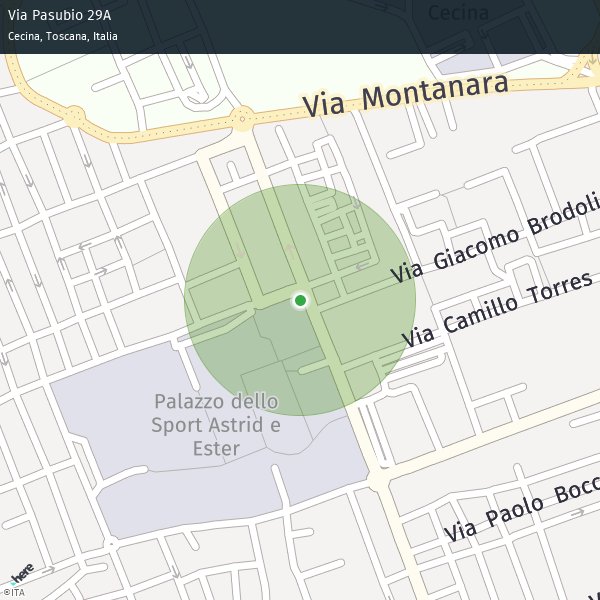 Via Pasubio 29A
Cecina, Toscana, Italia
Cecina
Via Montanara
Via Giacomo Brodoli
Via Camillo Torres
Palazzo dello
Sport Astrid e
Ester
Via Paolo Bocc
here
©ITA